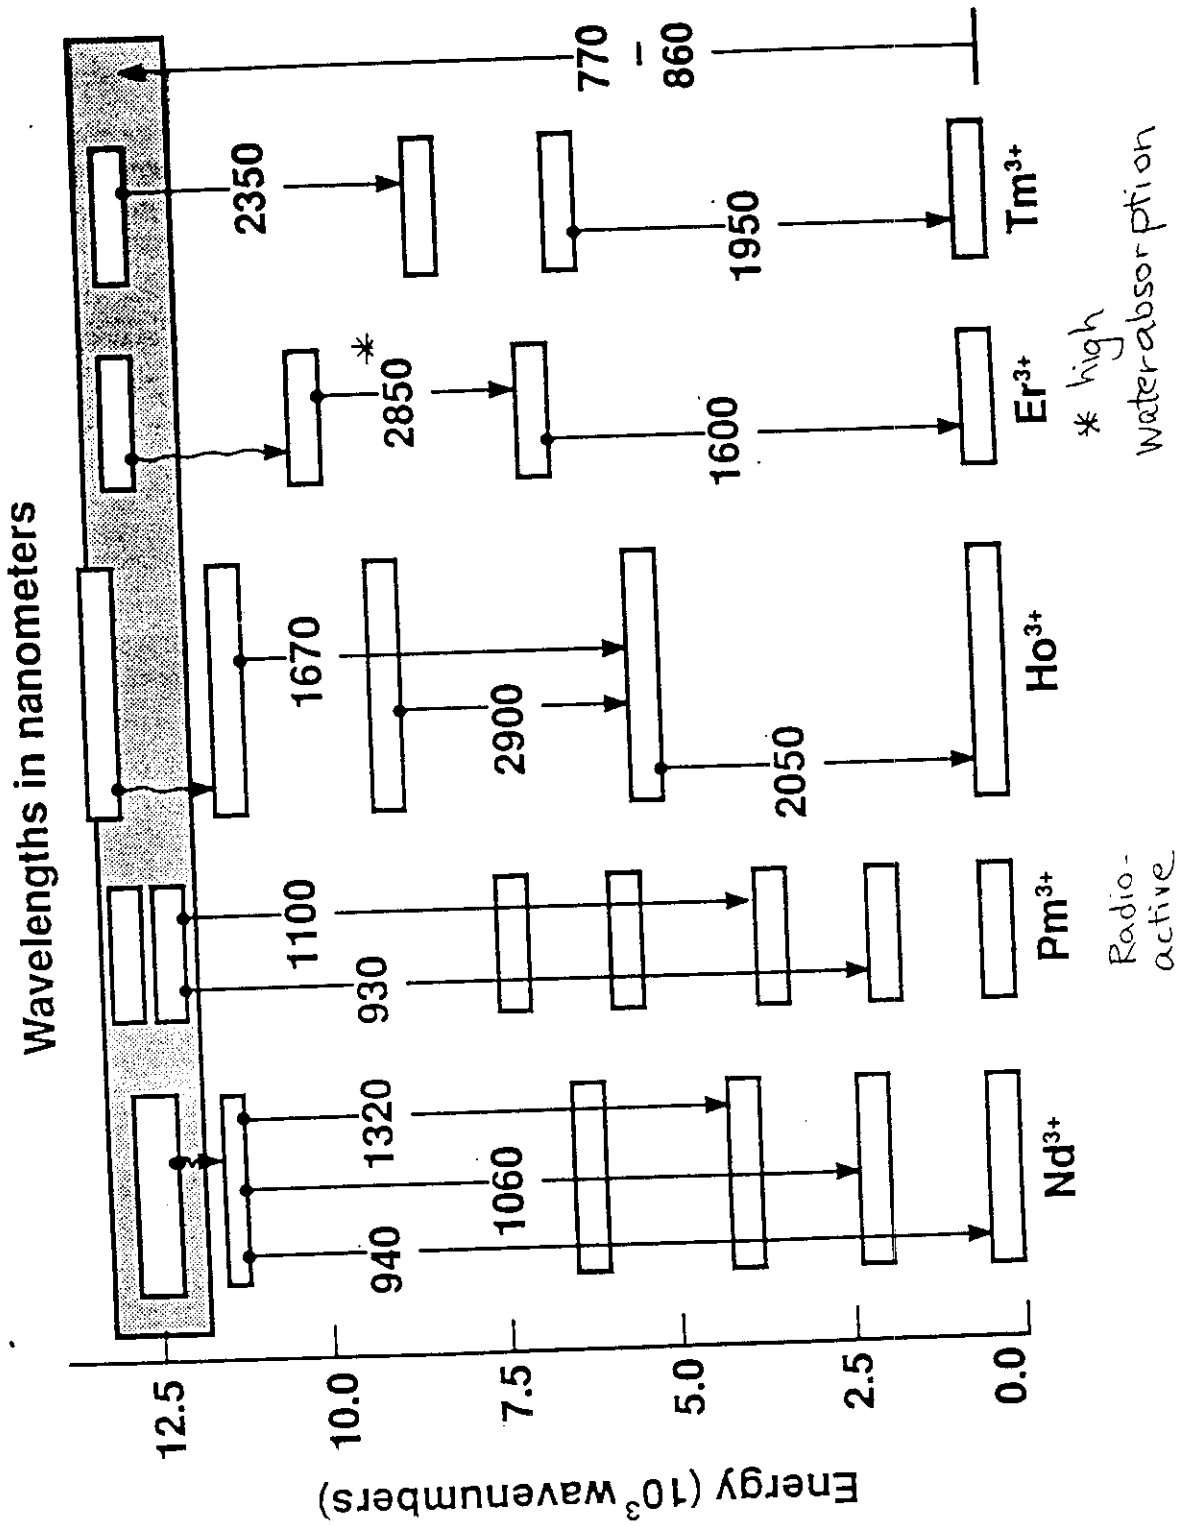 Wavelengths in nanometers
Energy (10³ wavenumbers)
12.5
10.0
7.5
5.0
2.5
0.0
940
1060
1320
930
1100
1670
2900
2050
2850 *
1600
2350
1950
770
–
860
Nd³⁺
Pm³⁺
Ho³⁺
Er³⁺
Tm³⁺
Radio-
active
* high
waterabsorption